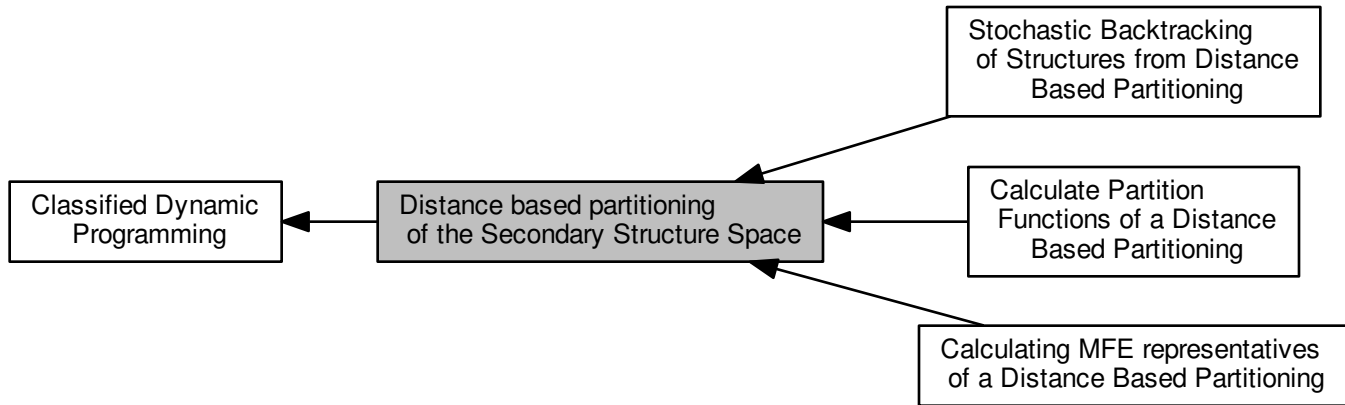 Stochastic Backtracking
of Structures from Distance
Based Partitioning
Classified Dynamic
Programming
Distance based partitioning
of the Secondary Structure Space
Calculate Partition
Functions of a Distance
Based Partitioning
Calculating MFE representatives
of a Distance Based Partitioning